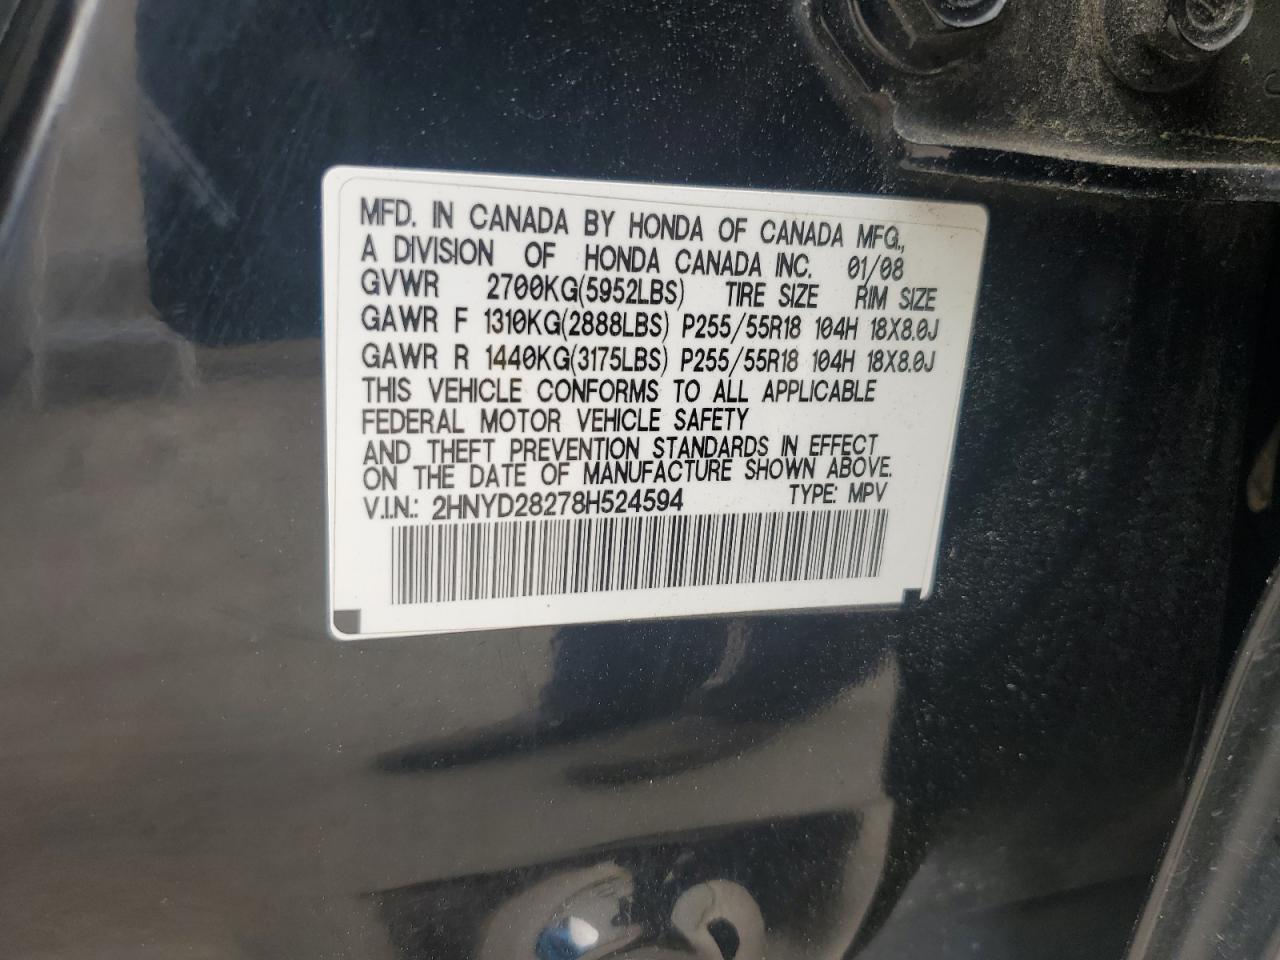 MFD. IN CANADA BY HONDA OF CANADA MFG.,
A DIVISION OF HONDA CANADA INC. 01/08
GVWR 2700KG(5952LBS) TIRE SIZE RIM SIZE
GAWR F 1310KG(2888LBS) P255/55R18 104H 18X8.0J
GAWR R 1440KG(3175LBS) P255/55R18 104H 18X8.0J
THIS VEHICLE CONFORMS TO ALL APPLICABLE
FEDERAL MOTOR VEHICLE SAFETY
AND THEFT PREVENTION STANDARDS IN EFFECT
ON THE DATE OF MANUFACTURE SHOWN ABOVE.
V.I.N.: 2HNYD28278H524594 TYPE: MPV